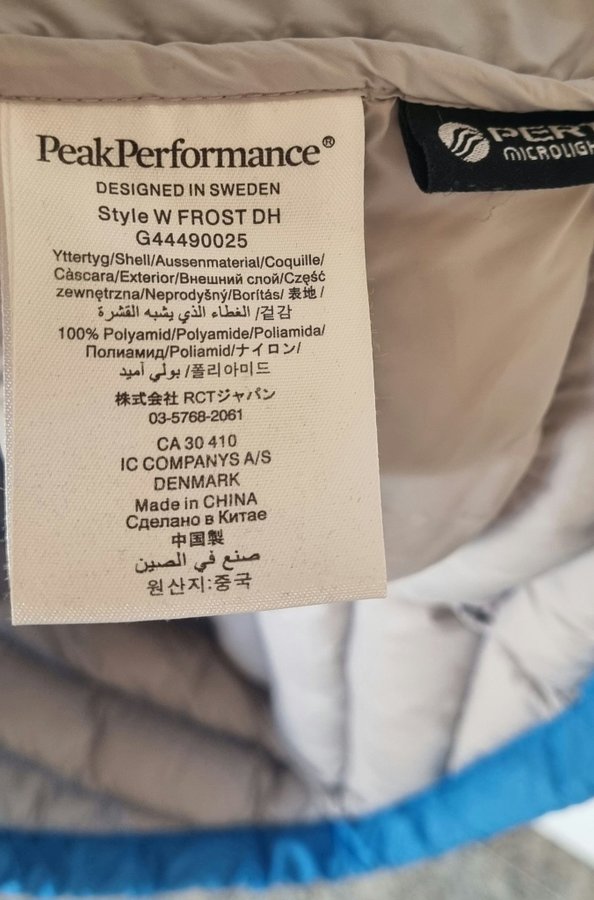 PeakPerformance®
DESIGNED IN SWEDEN
Style W FROST DH
G44490025
Yttertyg/Shell/Aussenmaterial/Coquille/
Càscara/Exterior/Внешний слой/Część
zewnętrzna/Neprodyšný/Borítás/ 表地 /
الغطاء الذي يشبه القشرة /겉감
100% Polyamid/Polyamide/Poliamida/
Полиамид/Poliamid/ナイロン/
بولي أميد /폴리아미드
株式会社 RCTジャパン
03-5768-2061
CA 30 410
IC COMPANYS A/S
DENMARK
Made in CHINA
Сделано в Китае
中国製
صنع في الصين
원산지:중국
PERT
MICROLIGH